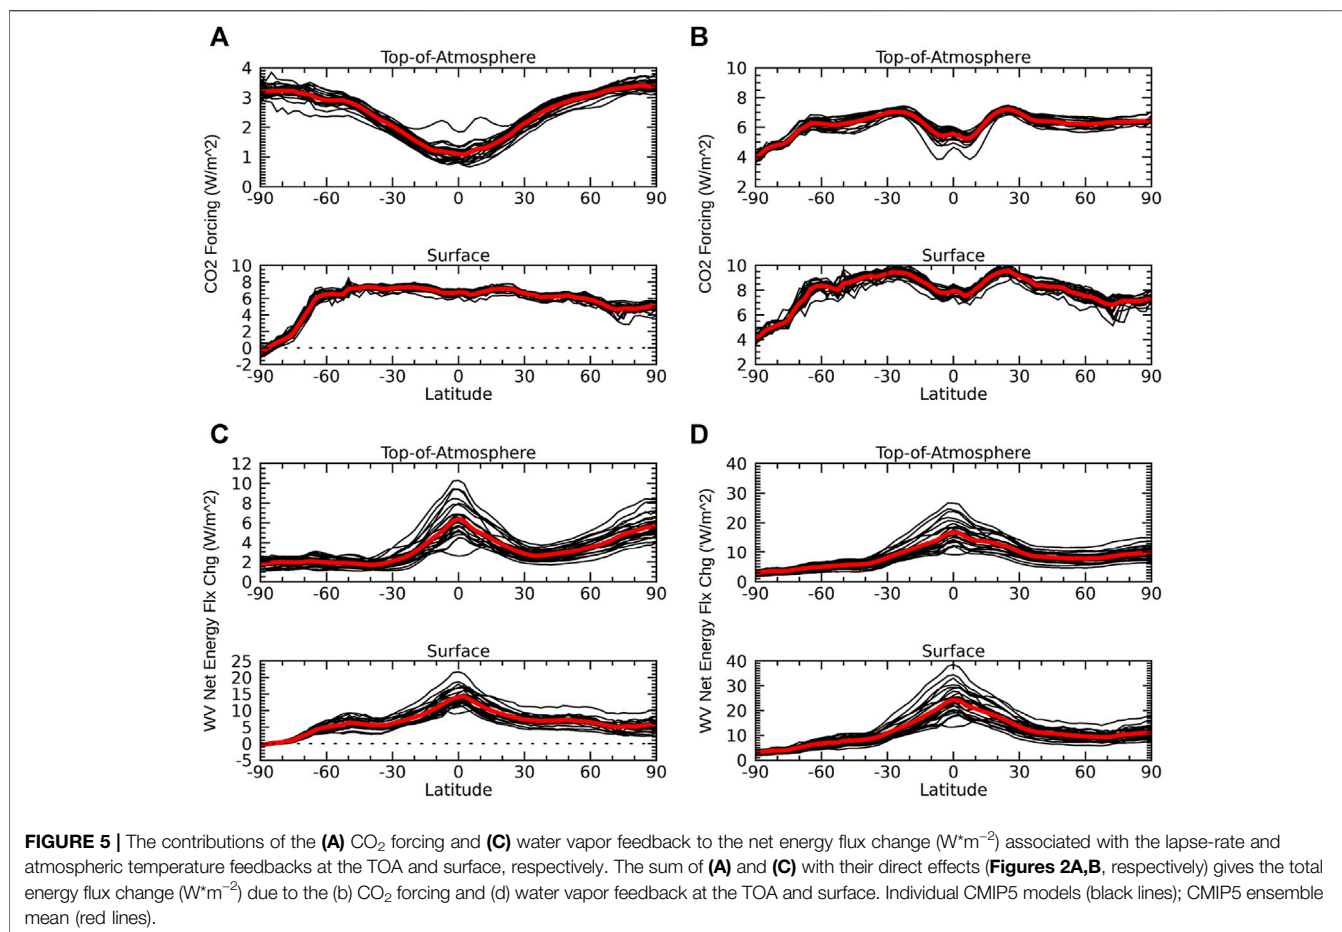 A
B
Top-of-Atmosphere
Top-of-Atmosphere
4
3
2
1
0
10
8
6
4
2
-90 -60 -30 0 30 60 90
-90 -60 -30 0 30 60 90
CO2 Forcing (W/m^2)
CO2 Forcing (W/m^2)
Surface
Surface
10
8
6
4
2
0
-2
10
8
6
4
2
-90 -60 -30 0 30 60 90
-90 -60 -30 0 30 60 90
Latitude
Latitude
C
D
Top-of-Atmosphere
Top-of-Atmosphere
12
10
8
6
4
2
0
40
30
20
10
0
-90 -60 -30 0 30 60 90
-90 -60 -30 0 30 60 90
WV Net Energy Flx Chg (W/m^2)
WV Net Energy Flx Chg (W/m^2)
Surface
Surface
25
20
15
10
5
0
-5
40
30
20
10
0
-90 -60 -30 0 30 60 90
-90 -60 -30 0 30 60 90
Latitude
Latitude
FIGURE 5 | The contributions of the (A) CO₂ forcing and (C) water vapor feedback to the net energy flux change (W*m⁻²) associated with the lapse-rate and
atmospheric temperature feedbacks at the TOA and surface, respectively. The sum of (A) and (C) with their direct effects (Figures 2A,B, respectively) gives the total
energy flux change (W*m⁻²) due to the (b) CO₂ forcing and (d) water vapor feedback at the TOA and surface. Individual CMIP5 models (black lines); CMIP5 ensemble
mean (red lines).